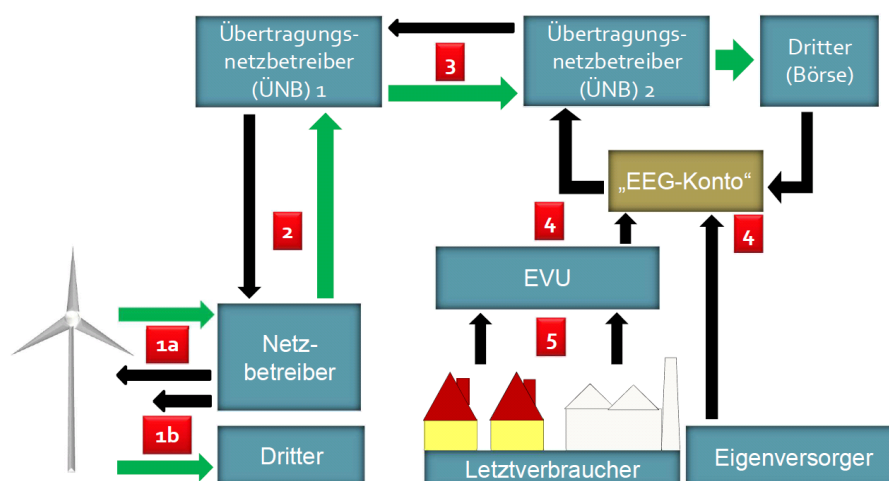 Übertragungs-
netzbetreiber
(ÜNB) 1
3
Übertragungs-
netzbetreiber
(ÜNB) 2
Dritter
(Börse)
„EEG-Konto“
2
4
4
EVU
1a
Netz-
betreiber
5
1b
Dritter
Letztverbraucher
Eigenversorger